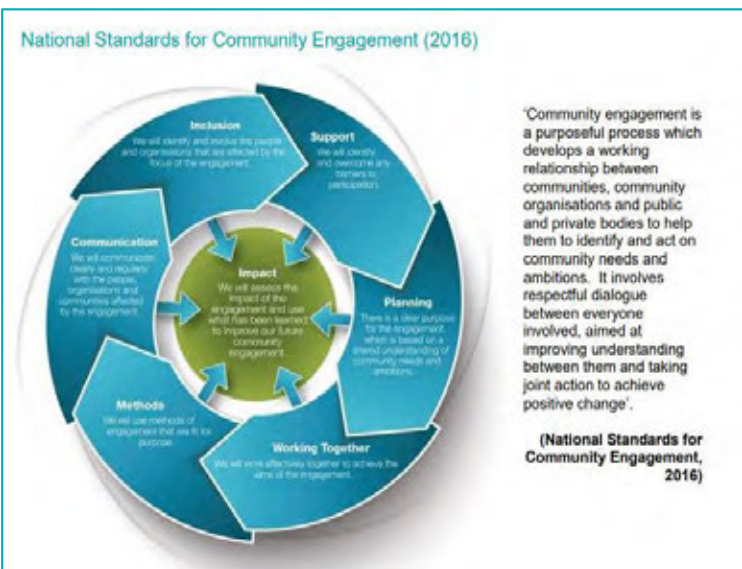 National Standards for Community Engagement (2016)
Inclusion
We will identify and involve the people
and organisations that are affected by the
focus of the engagement.
Support
We will identify
and overcome any
barriers to
participation.
Planning
There is a clear purpose
for the engagement,
which is based on a
shared understanding of
community needs and
ambitions.
Working Together
We will work effectively together to achieve the
aims of the engagement.
Methods
We will use methods of
engagement that are fit for
purpose.
Communication
We will communicate
clearly and regularly
with the people,
organisations and
communities affected
by the engagement.
Impact
We will assess the
impact of the
engagement and use
what has been learned
to improve our future
community
engagement.
'Community engagement is
a purposeful process which
develops a working
relationship between
communities, community
organisations and public
and private bodies to help
them to identify and act on
community needs and
ambitions. It involves
respectful dialogue
between everyone
involved, aimed at
improving understanding
between them and taking
joint action to achieve
positive change'.
(National Standards for
Community Engagement,
2016)